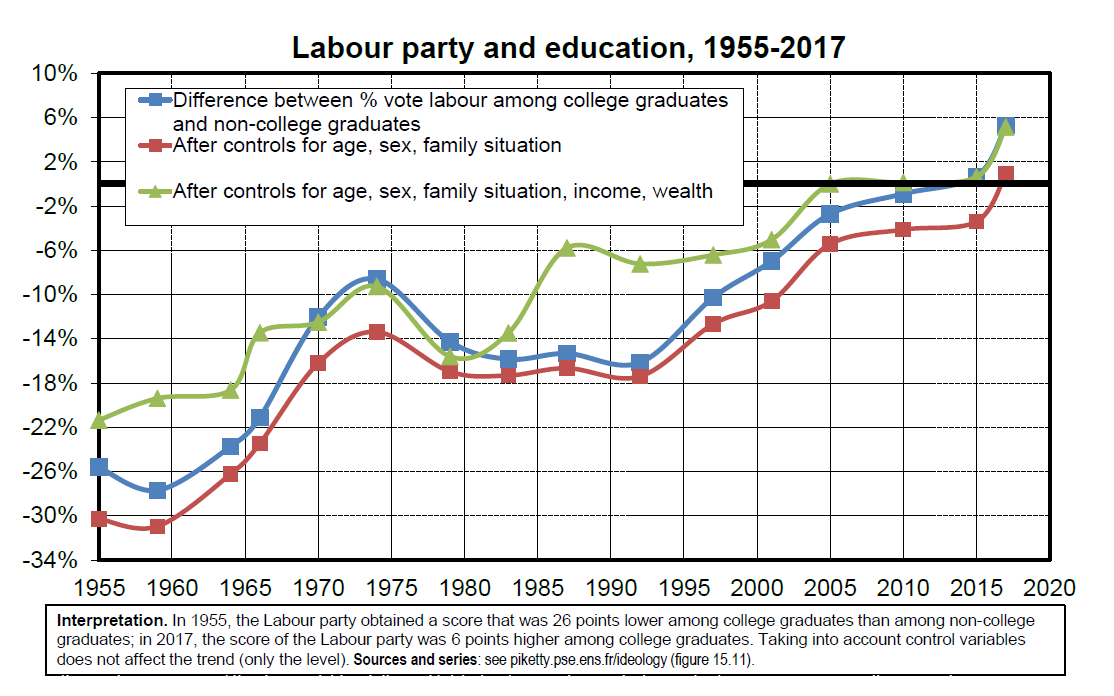 Labour party and education, 1955-2017
10%
6%
2%
-2%
-6%
-10%
-14%
-18%
-22%
-26%
-30%
-34%
Difference between % vote labour among college graduates
and non-college graduates
After controls for age, sex, family situation
After controls for age, sex, family situation, income, wealth
1955 1960 1965 1970 1975 1980 1985 1990 1995 2000 2005 2010 2015 2020
Interpretation. In 1955, the Labour party obtained a score that was 26 points lower among college graduates than among non-college
graduates; in 2017, the score of the Labour party was 6 points higher among college graduates. Taking into account control variables
does not affect the trend (only the level). Sources and series: see piketty.pse.ens.fr/ideology (figure 15.11).